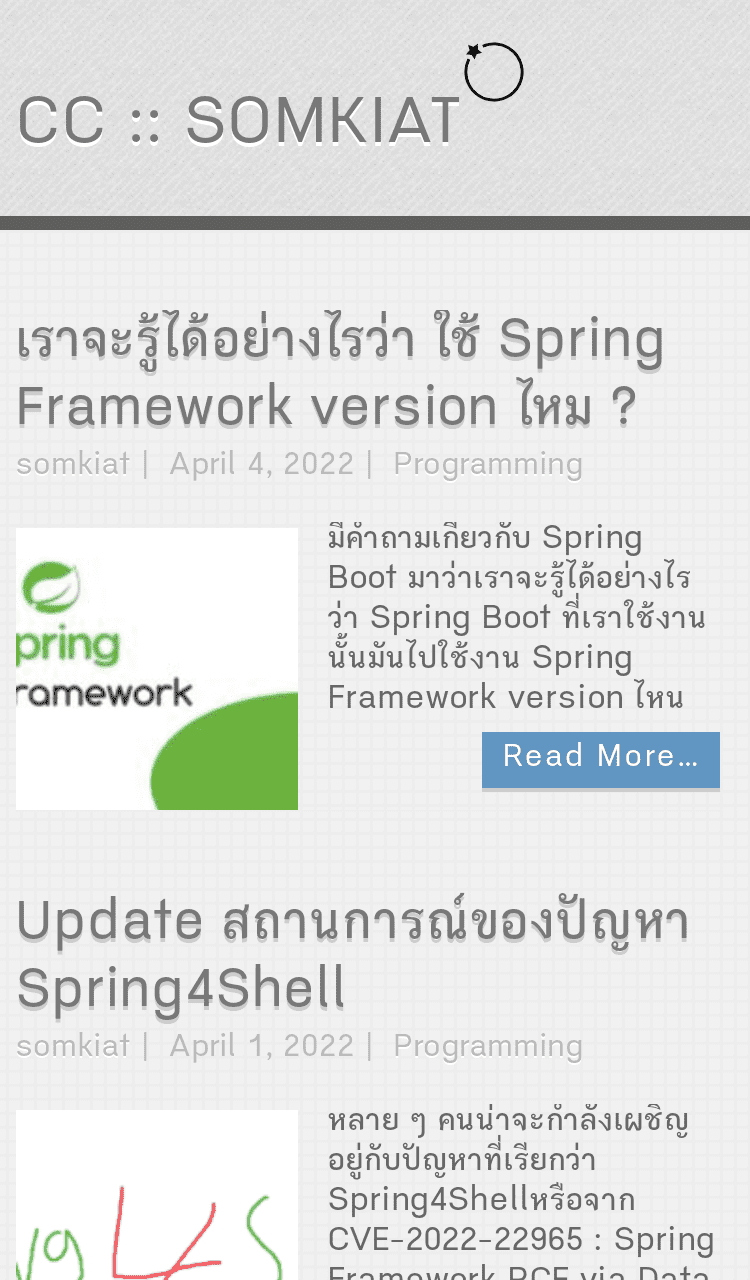 CC :: SOMKIAT
เราจะรู้ได้อย่างไรว่า ใช้ Spring
Framework version ไหม ?
somkiat | April 4, 2022 | Programming
pring
ramework
มีคำถามเกี่ยวกับ Spring
Boot มาว่าเราจะรู้ได้อย่างไร
ว่า Spring Boot ที่เราใช้งาน
นั้นมันไปใช้งาน Spring
Framework version ไหน
Read More...
Update สถานการณ์ของปัญหา
Spring4Shell
somkiat | April 1, 2022 | Programming
หลาย ๆ คนน่าจะกำลังเผชิญ
อยู่กับปัญหาที่เรียกว่า
Spring4Shellหรือจาก
CVE-2022-22965 : Spring
Framework RCE via Data